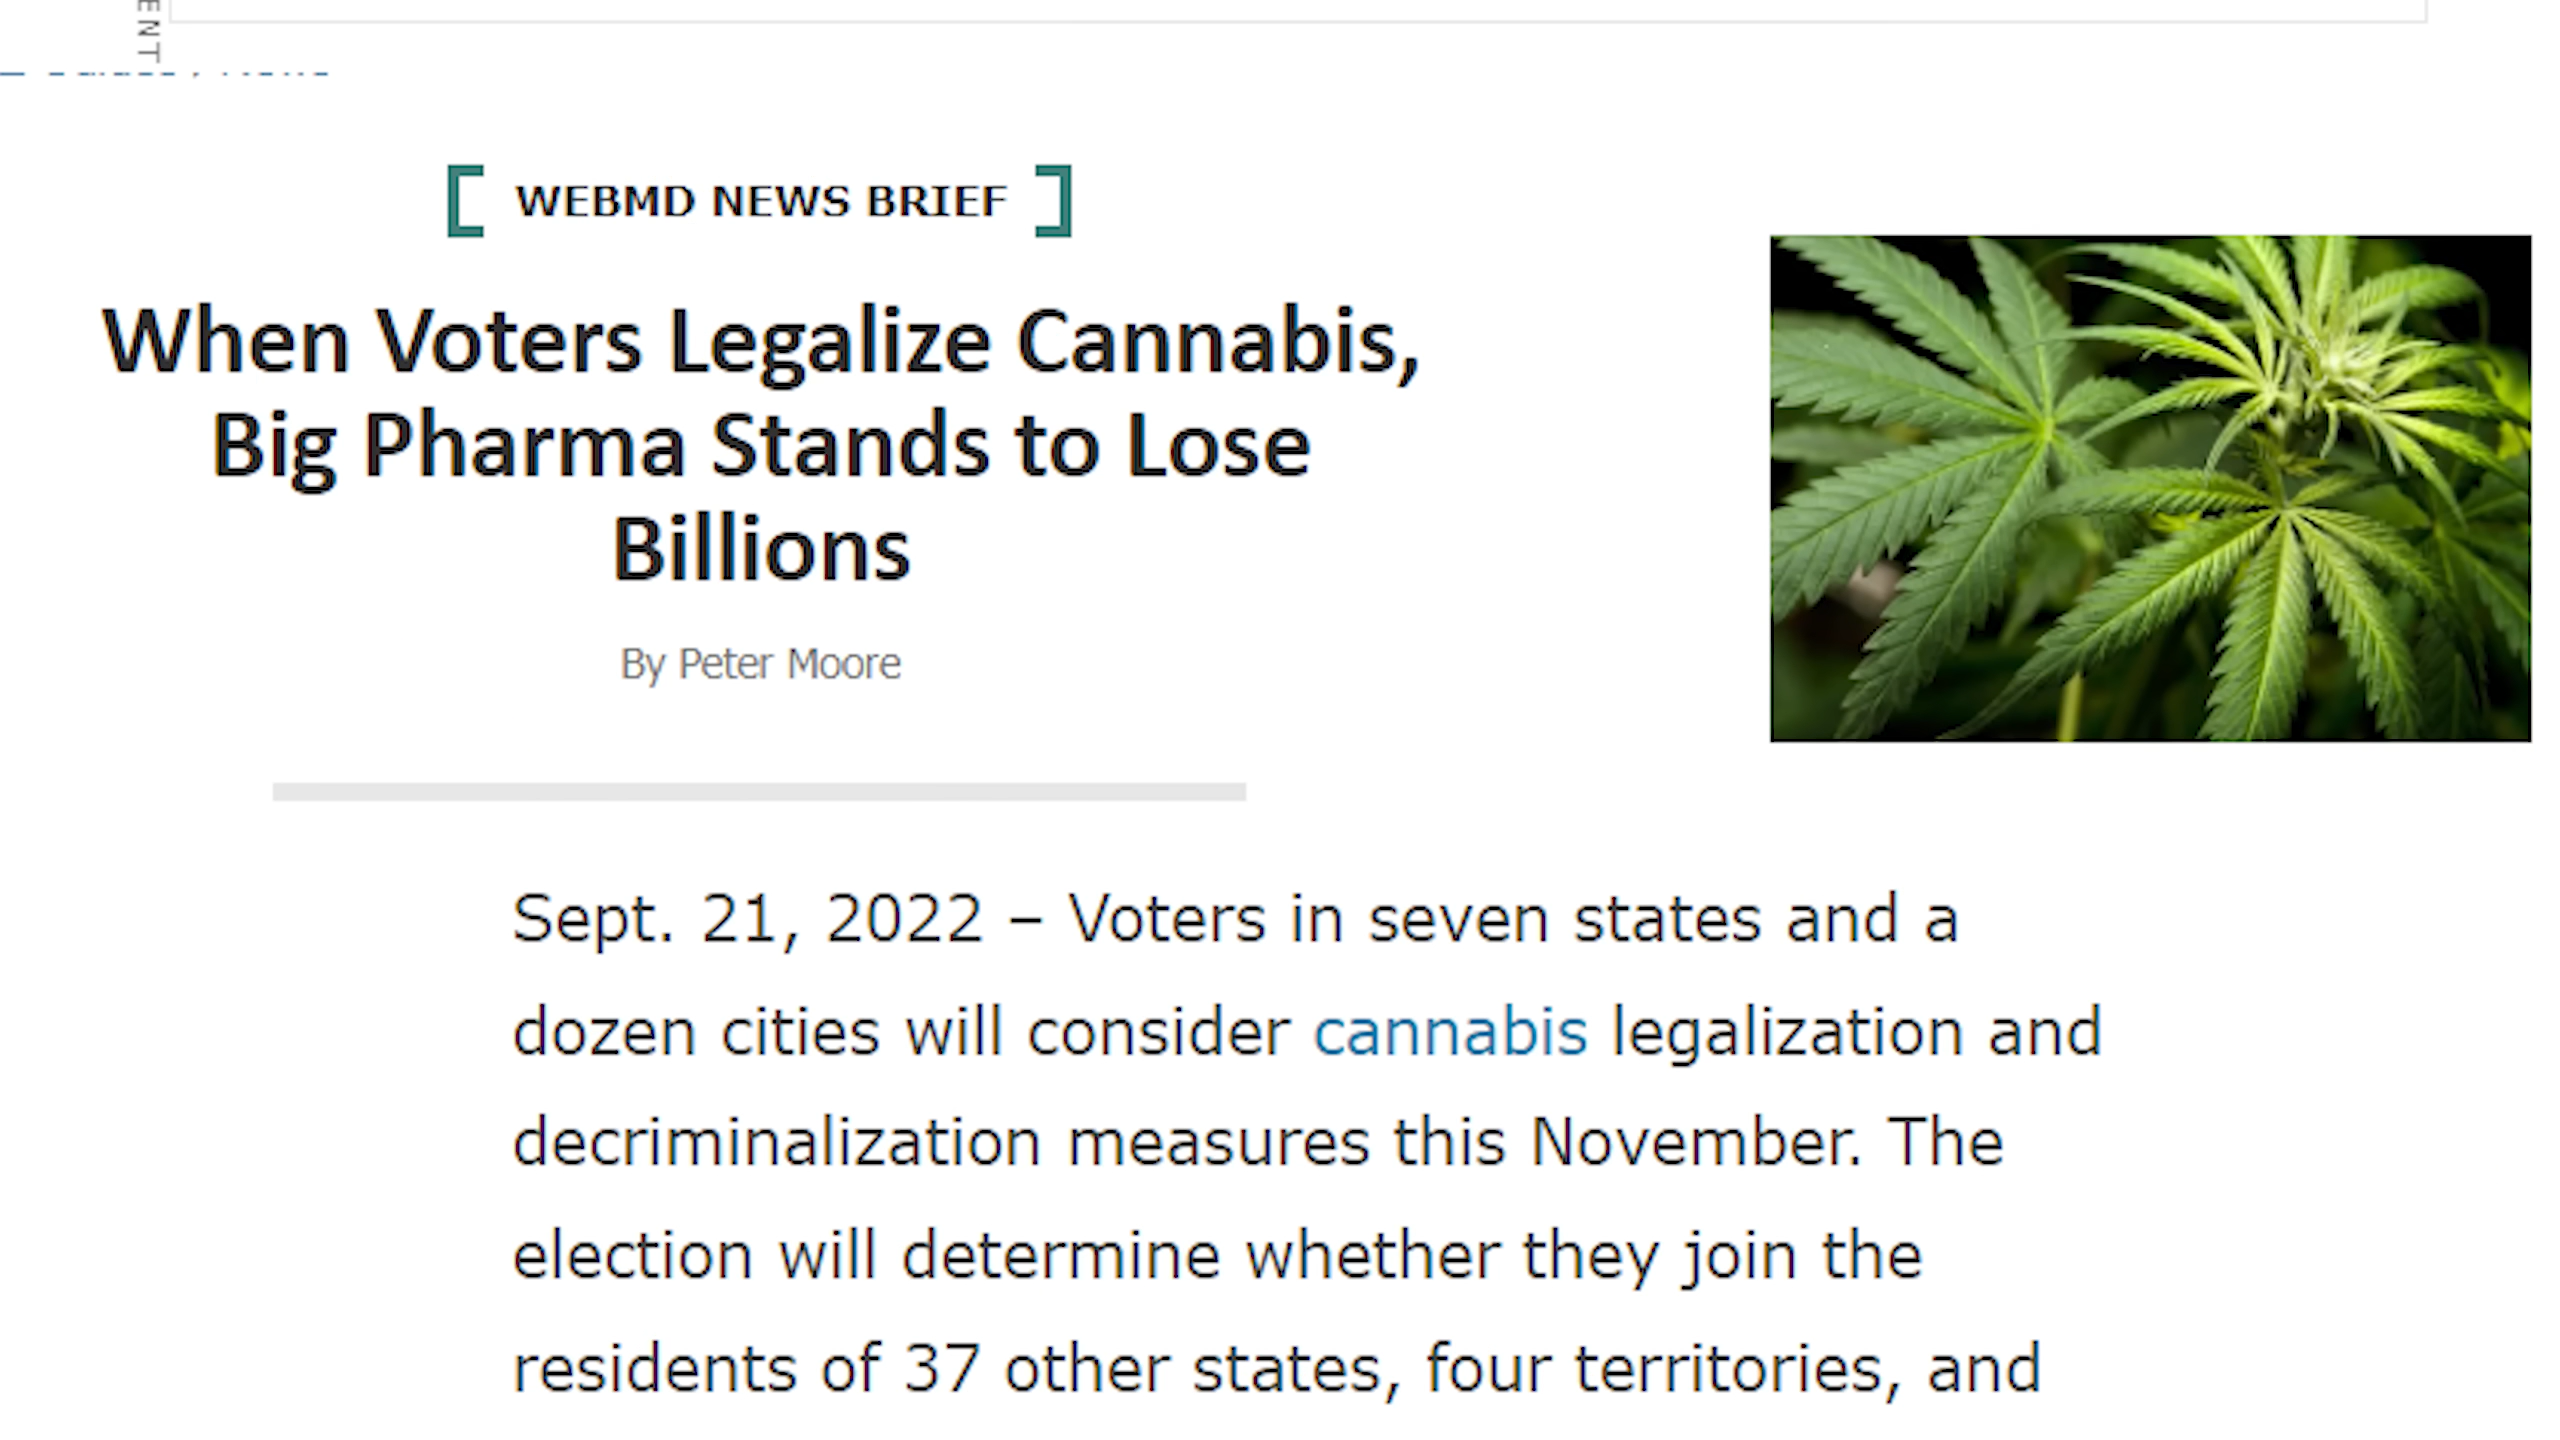 ENT
WEBMD NEWS BRIEF
When Voters Legalize Cannabis,
Big Pharma Stands to Lose
Billions
By Peter Moore
Sept. 21, 2022 – Voters in seven states and a
dozen cities will consider cannabis legalization and
decriminalization measures this November. The
election will determine whether they join the
residents of 37 other states, four territories, and